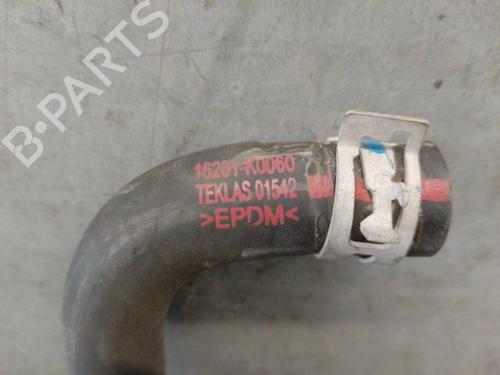 B-PARTS
16261-K0060
TEKLAS 01542
>EPDM<